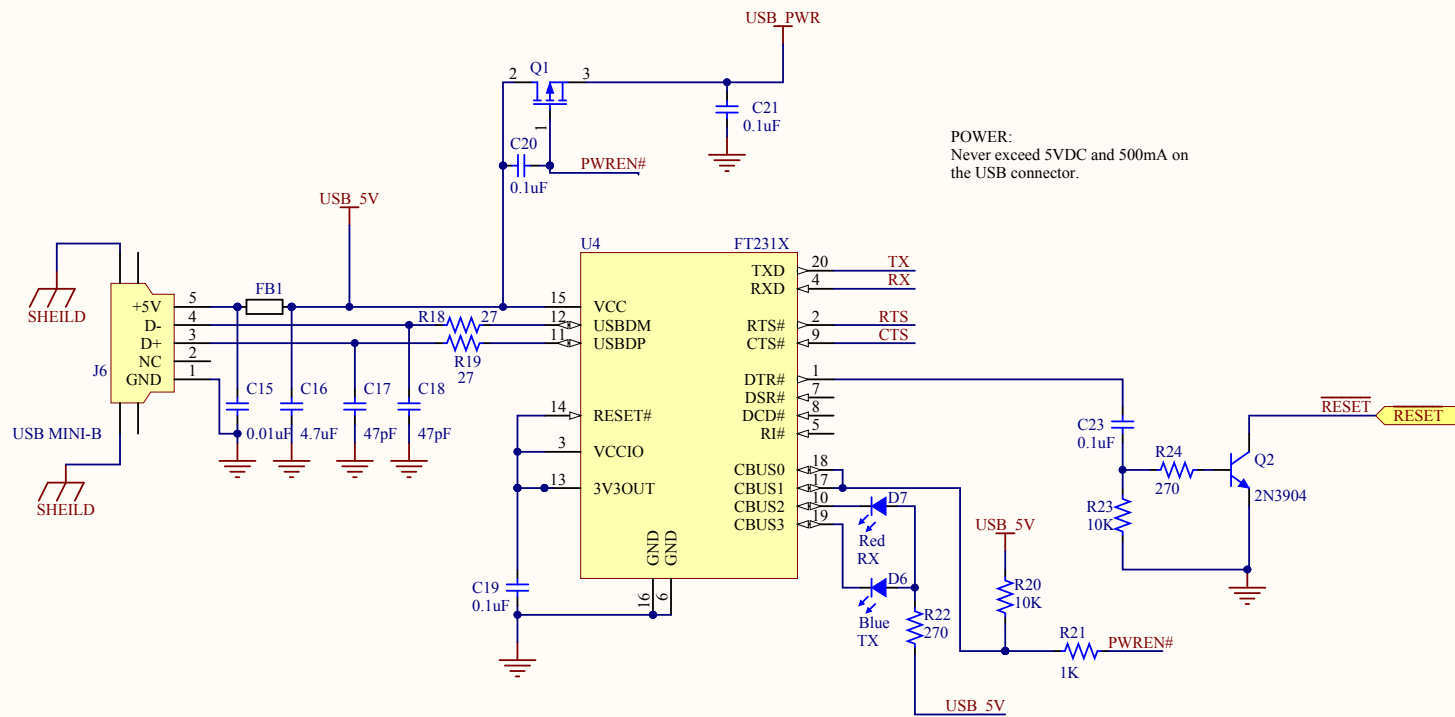 USB_PWR
Q1
2
3
1
C21
0.1uF
C20
0.1uF
PWREN#
POWER:
Never exceed 5VDC and 500mA on
the USB connector.
USB_5V
U4
FT231X
SHEILD
J6
USB MINI-B
SHEILD
+5V
D-
D+
NC
GND
5
4
3
2
1
FB1
R18
27
R19
27
C15
0.01uF
C16
4.7uF
C17
47pF
C18
47pF
15
12
11
14
3
13
VCC
USBDM
USBDP
RESET#
VCCIO
3V3OUT
GND
GND
16
6
C19
0.1uF
TXD
RXD
RTS#
CTS#
DTR#
DSR#
DCD#
RI#
CBUS0
CBUS1
CBUS2
CBUS3
20
4
2
9
1
7
8
5
18
17
10
19
TX
RX
RTS
CTS
D7
Red
RX
D6
Blue
TX
R22
270
USB_5V
USB_5V
R20
10K
R21
1K
PWREN#
C23
0.1uF
R24
270
R23
10K
Q2
2N3904
RESET
RESET